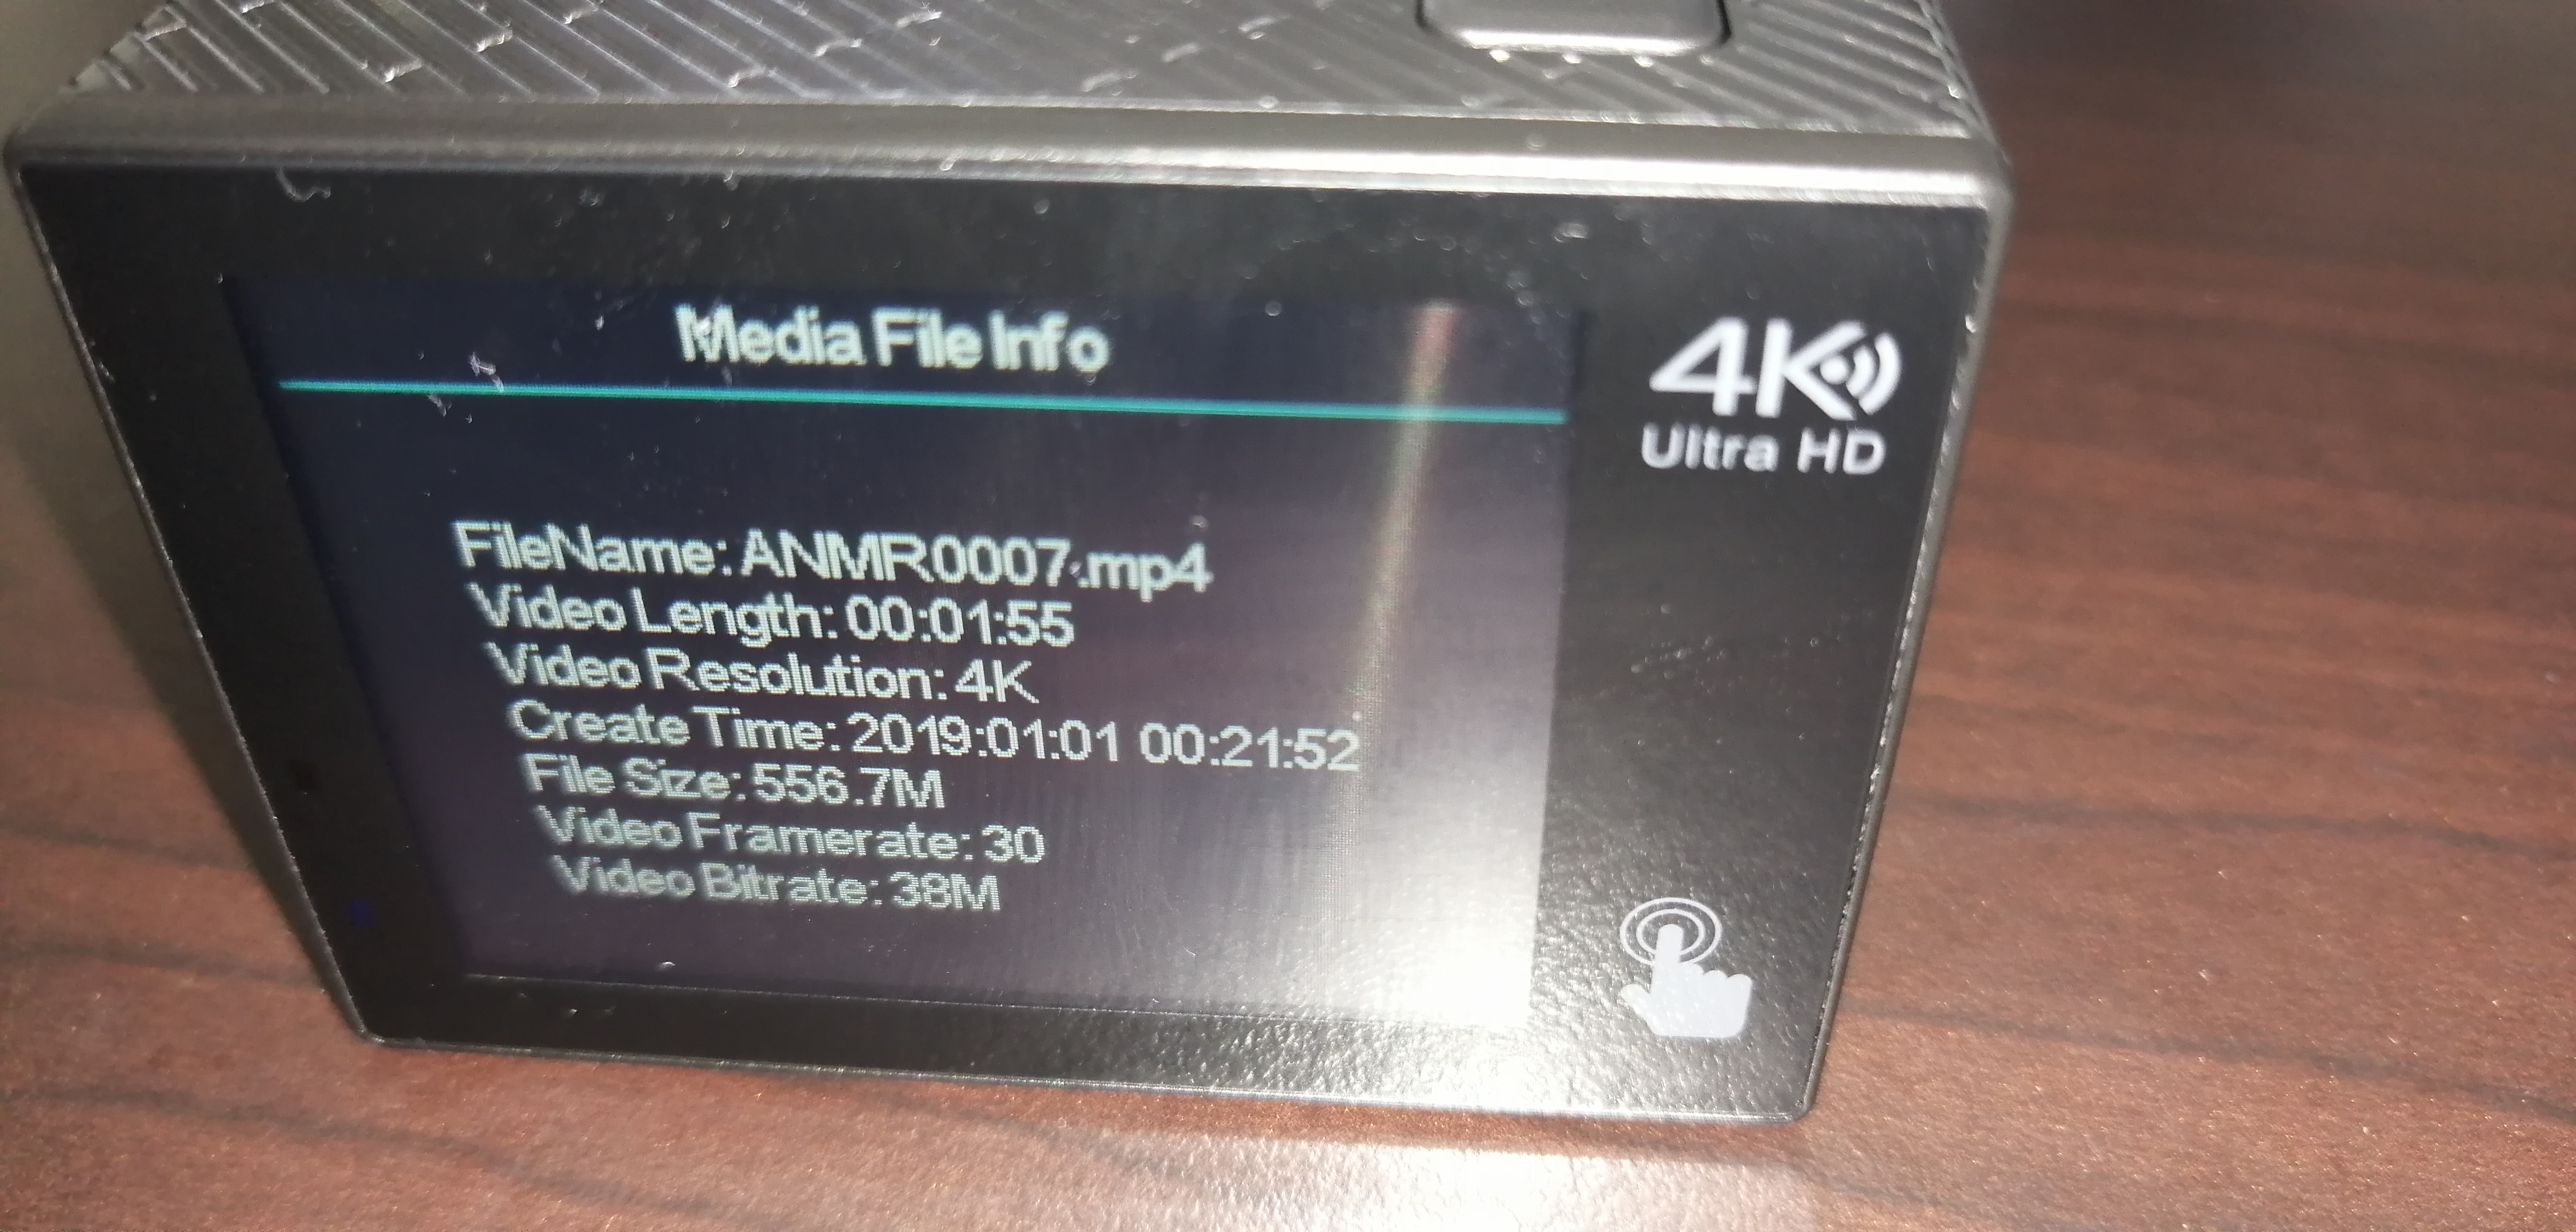 Media File Info
4K
Ultra HD
FileName: ANMR0007.mp4
Video Length: 00:01:55
Video Resolution: 4K
Create Time: 2019:01:01 00:21:52
File Size: 556.7M
Video Framerate: 30
Video Bitrate: 38M